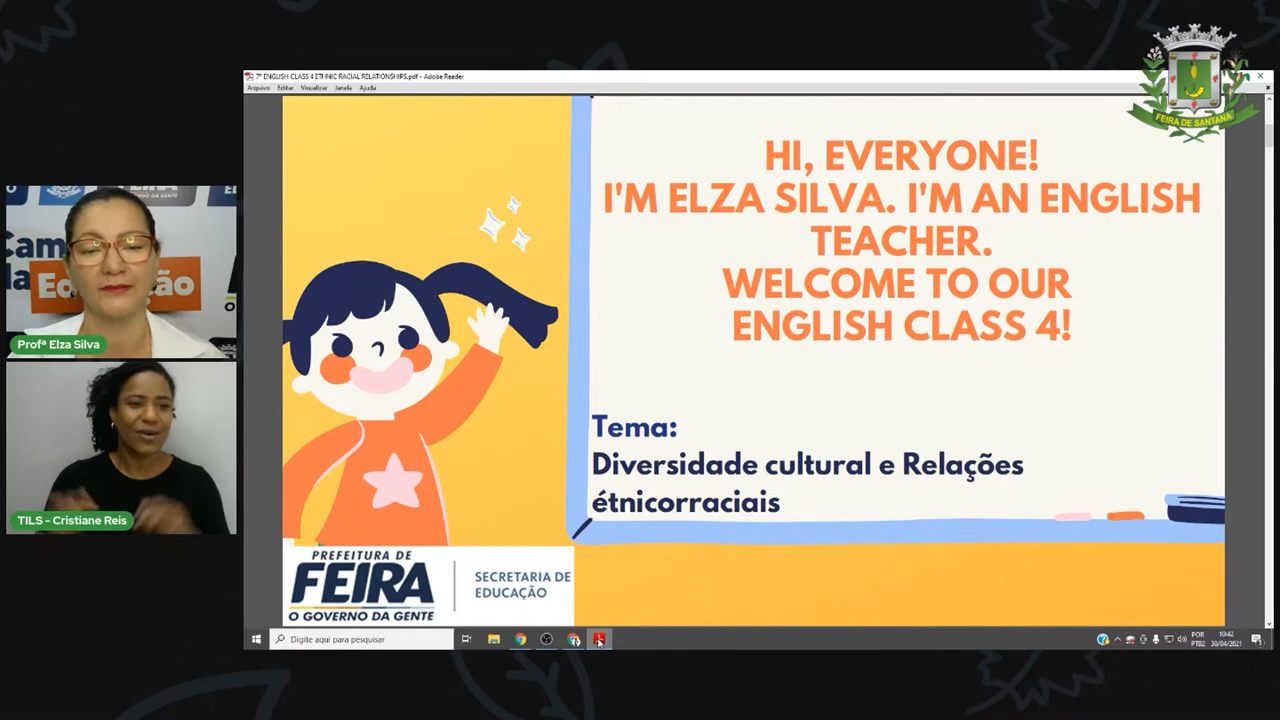 7º ENGLISH CLASS 4 ETHNIC RACIAL RELATIONSHIPS.pdf - Adobe Reader
Arquivo Editar Visualizar Janela Ajuda
FEIRA DE SANTANA
HI, EVERYONE!
I'M ELZA SILVA. I'M AN ENGLISH
TEACHER.
WELCOME TO OUR
ENGLISH CLASS 4!
Tema:
Diversidade cultural e Relações
étnicorraciais
Profª Elza Silva
TILS - Cristiane Reis
PREFEITURA DE
FEIRA
O GOVERNO DA GENTE
SECRETARIA DE
EDUCAÇÃO
Digite aqui para pesquisar
POR
PTB2
10:42
30/04/2021